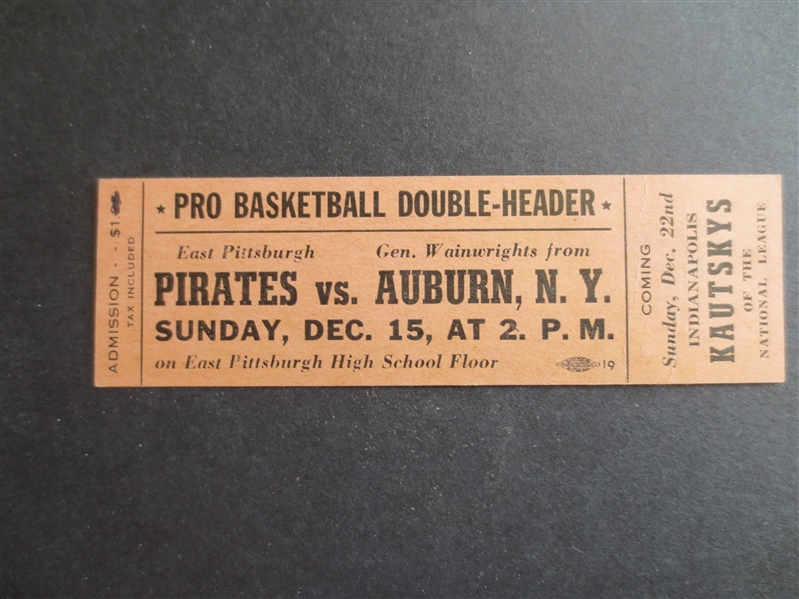 ADMISSION - - $1.
TAX INCLUDED
★ PRO BASKETBALL DOUBLE-HEADER ★
East Pittsburgh Gen. Wainwrights from
PIRATES vs. AUBURN, N. Y.
SUNDAY, DEC. 15, AT 2. P. M.
on East Pittsburgh High School Floor
19
COMING
Sunday, Dec. 22nd
INDIANAPOLIS
KAUTSKYS
OF THE
NATIONAL LEAGUE